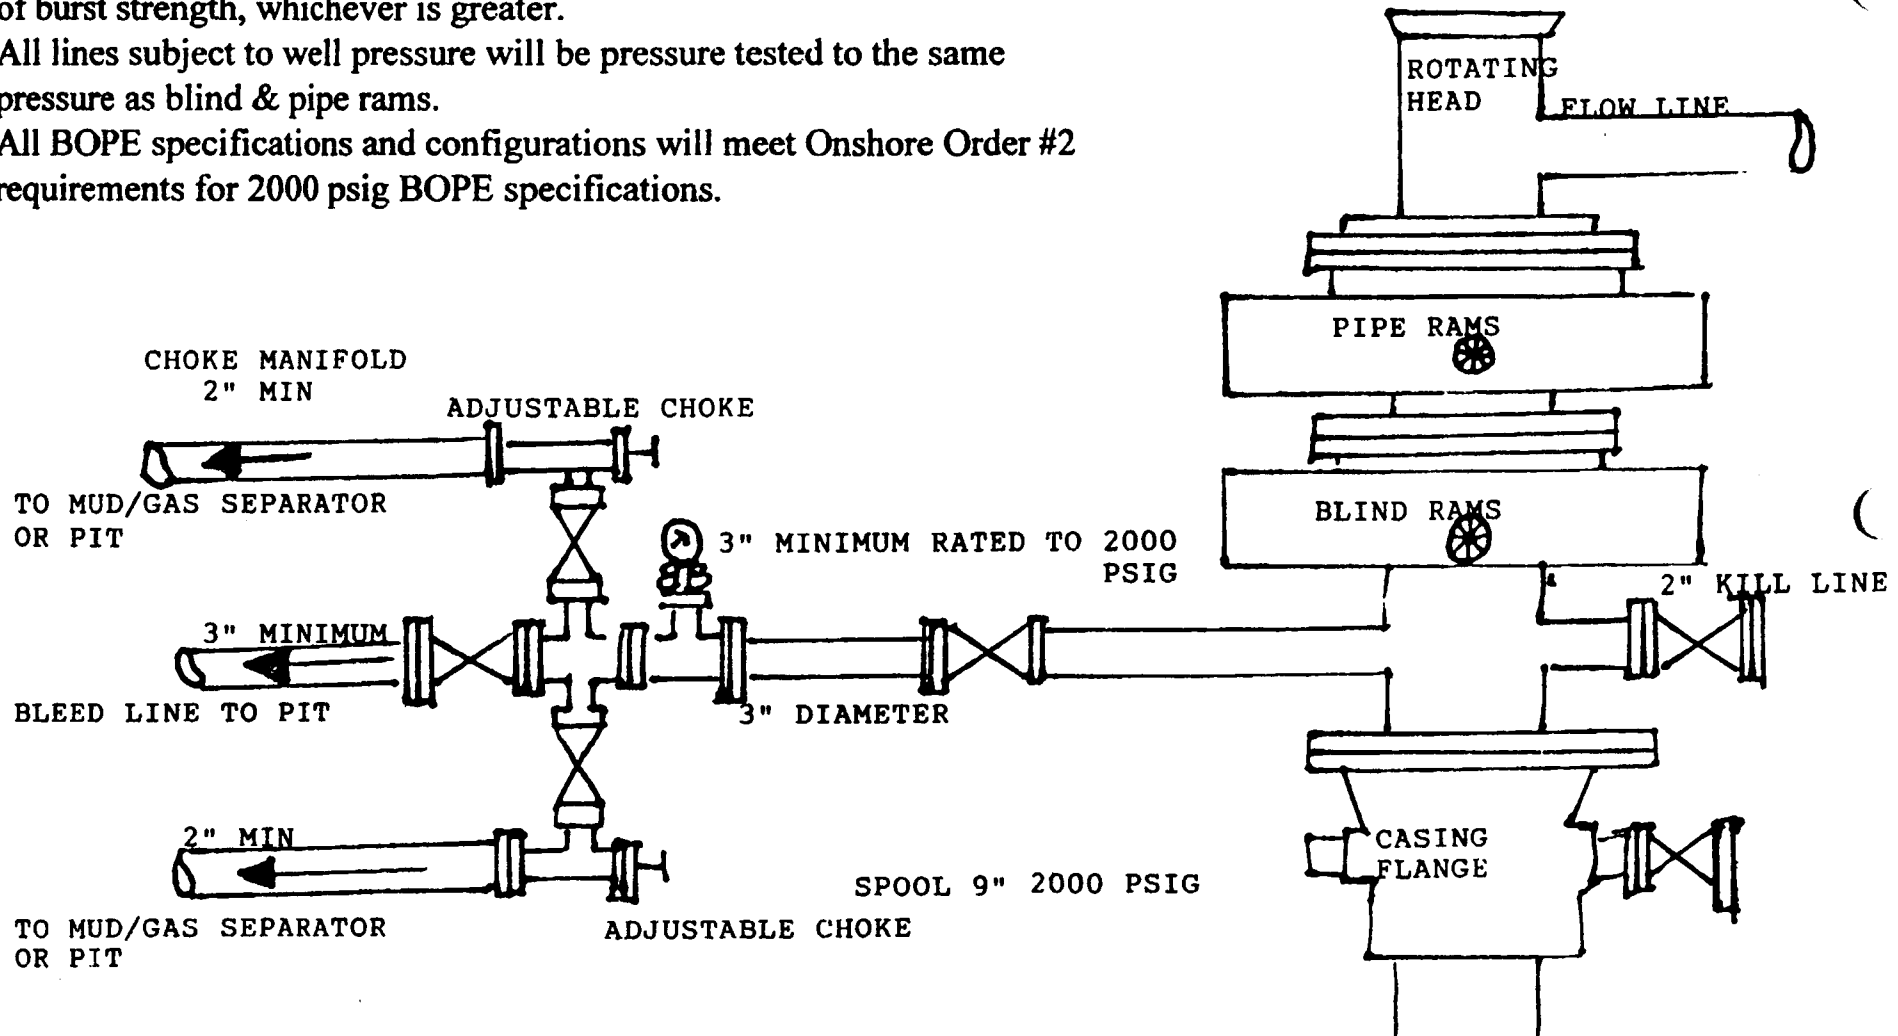 of burst strength, whichever is greater.
All lines subject to well pressure will be pressure tested to the same
pressure as blind & pipe rams.
All BOPE specifications and configurations will meet Onshore Order #2
requirements for 2000 psig BOPE specifications.
ROTATING
HEAD
FLOW LINE
PIPE RAMS
CHOKE MANIFOLD
2" MIN
ADJUSTABLE CHOKE
TO MUD/GAS SEPARATOR
OR PIT
3" MINIMUM RATED TO 2000
PSIG
BLIND RAMS
2" KILL LINE
3" MINIMUM
BLEED LINE TO PIT
3" DIAMETER
2" MIN
CASING
FLANGE
SPOOL 9" 2000 PSIG
TO MUD/GAS SEPARATOR
OR PIT
ADJUSTABLE CHOKE